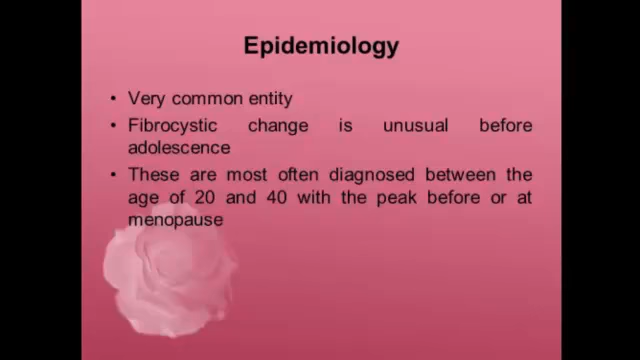 Epidemiology
• Very common entity
• Fibrocystic change is unusual before
adolescence
• These are most often diagnosed between the
age of 20 and 40 with the peak before or at
menopause